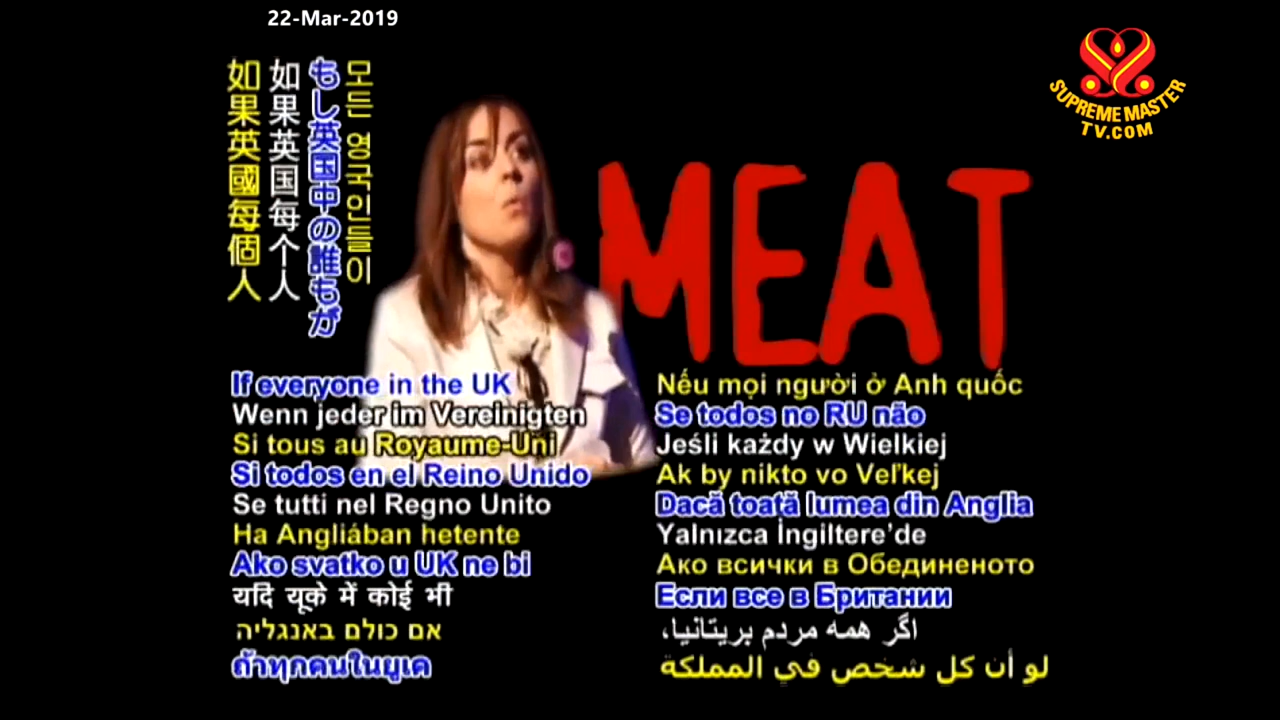 22-Mar-2019
SUPREME MASTER
TV.COM
모든 영국인들이
もし英国中の誰もが
如果英国每个人
如果英國每個人
MEAT
If everyone in the UK
Wenn jeder im Vereinigten
Si tous au Royaume-Uni
Si todos en el Reino Unido
Se tutti nel Regno Unito
Ha Angliában hetente
Ako svatko u UK ne bi
यदि यूके में कोई भी
אם כולם באנגליה
ถ้าทุกคนในยูเค
Nếu mọi người ở Anh quốc
Se todos no RU não
Jeśli każdy w Wielkiej
Ak by nikto vo Veľkej
Dacă toată lumea din Anglia
Yalnızca İngiltere’de
Ако всички в Обединеното
Если все в Британии
اگر همه مردم بریتانیا،
لو أن كل شخص في المملكة